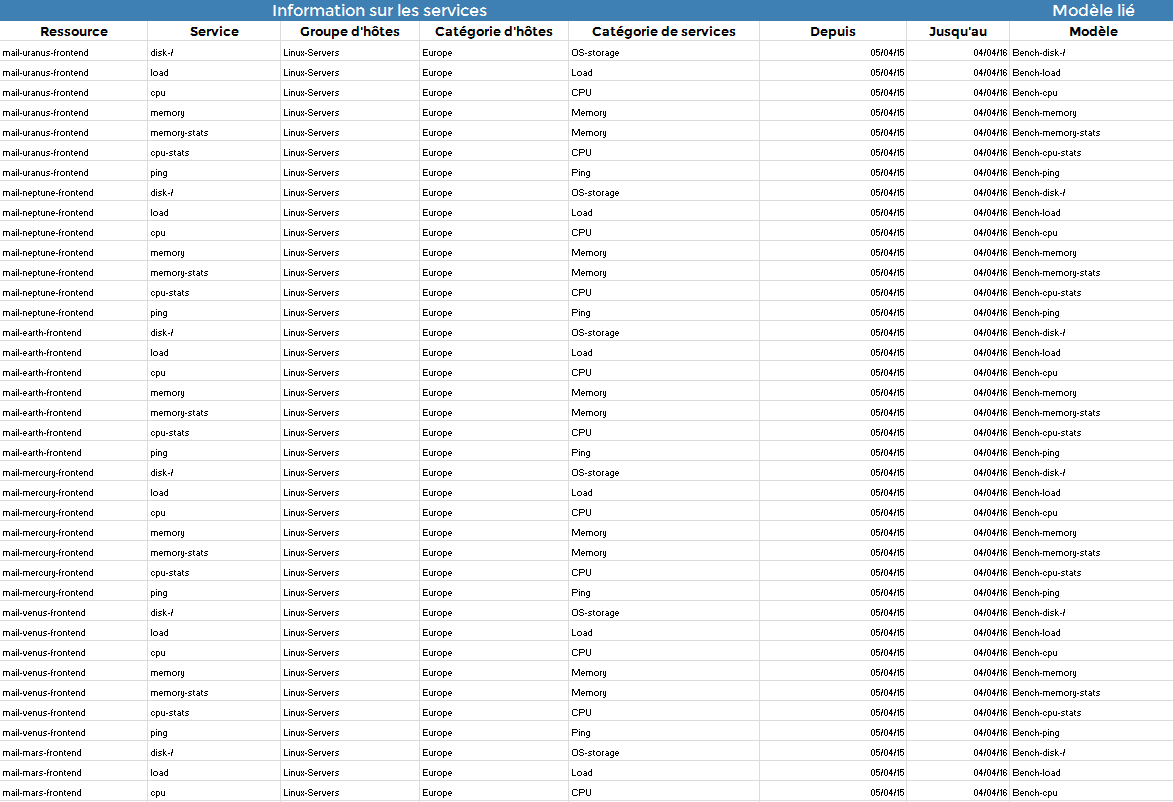 Information sur les services Modèle lié
Ressource Service Groupe d'hôtes Catégorie d'hôtes Catégorie de services Depuis Jusqu'au Modèle
mail-uranus-frontend disk-/ Linux-Servers Europe OS-storage 05/04/15 04/04/16 Bench-disk-/
mail-uranus-frontend load Linux-Servers Europe Load 05/04/15 04/04/16 Bench-load
mail-uranus-frontend cpu Linux-Servers Europe CPU 05/04/15 04/04/16 Bench-cpu
mail-uranus-frontend memory Linux-Servers Europe Memory 05/04/15 04/04/16 Bench-memory
mail-uranus-frontend memory-stats Linux-Servers Europe Memory 05/04/15 04/04/16 Bench-memory-stats
mail-uranus-frontend cpu-stats Linux-Servers Europe CPU 05/04/15 04/04/16 Bench-cpu-stats
mail-uranus-frontend ping Linux-Servers Europe Ping 05/04/15 04/04/16 Bench-ping
mail-neptune-frontend disk-/ Linux-Servers Europe OS-storage 05/04/15 04/04/16 Bench-disk-/
mail-neptune-frontend load Linux-Servers Europe Load 05/04/15 04/04/16 Bench-load
mail-neptune-frontend cpu Linux-Servers Europe CPU 05/04/15 04/04/16 Bench-cpu
mail-neptune-frontend memory Linux-Servers Europe Memory 05/04/15 04/04/16 Bench-memory
mail-neptune-frontend memory-stats Linux-Servers Europe Memory 05/04/15 04/04/16 Bench-memory-stats
mail-neptune-frontend cpu-stats Linux-Servers Europe CPU 05/04/15 04/04/16 Bench-cpu-stats
mail-neptune-frontend ping Linux-Servers Europe Ping 05/04/15 04/04/16 Bench-ping
mail-earth-frontend disk-/ Linux-Servers Europe OS-storage 05/04/15 04/04/16 Bench-disk-/
mail-earth-frontend load Linux-Servers Europe Load 05/04/15 04/04/16 Bench-load
mail-earth-frontend cpu Linux-Servers Europe CPU 05/04/15 04/04/16 Bench-cpu
mail-earth-frontend memory Linux-Servers Europe Memory 05/04/15 04/04/16 Bench-memory
mail-earth-frontend memory-stats Linux-Servers Europe Memory 05/04/15 04/04/16 Bench-memory-stats
mail-earth-frontend cpu-stats Linux-Servers Europe CPU 05/04/15 04/04/16 Bench-cpu-stats
mail-earth-frontend ping Linux-Servers Europe Ping 05/04/15 04/04/16 Bench-ping
mail-mercury-frontend disk-/ Linux-Servers Europe OS-storage 05/04/15 04/04/16 Bench-disk-/
mail-mercury-frontend load Linux-Servers Europe Load 05/04/15 04/04/16 Bench-load
mail-mercury-frontend cpu Linux-Servers Europe CPU 05/04/15 04/04/16 Bench-cpu
mail-mercury-frontend memory Linux-Servers Europe Memory 05/04/15 04/04/16 Bench-memory
mail-mercury-frontend memory-stats Linux-Servers Europe Memory 05/04/15 04/04/16 Bench-memory-stats
mail-mercury-frontend cpu-stats Linux-Servers Europe CPU 05/04/15 04/04/16 Bench-cpu-stats
mail-mercury-frontend ping Linux-Servers Europe Ping 05/04/15 04/04/16 Bench-ping
mail-venus-frontend disk-/ Linux-Servers Europe OS-storage 05/04/15 04/04/16 Bench-disk-/
mail-venus-frontend load Linux-Servers Europe Load 05/04/15 04/04/16 Bench-load
mail-venus-frontend cpu Linux-Servers Europe CPU 05/04/15 04/04/16 Bench-cpu
mail-venus-frontend memory Linux-Servers Europe Memory 05/04/15 04/04/16 Bench-memory
mail-venus-frontend memory-stats Linux-Servers Europe Memory 05/04/15 04/04/16 Bench-memory-stats
mail-venus-frontend cpu-stats Linux-Servers Europe CPU 05/04/15 04/04/16 Bench-cpu-stats
mail-venus-frontend ping Linux-Servers Europe Ping 05/04/15 04/04/16 Bench-ping
mail-mars-frontend disk-/ Linux-Servers Europe OS-storage 05/04/15 04/04/16 Bench-disk-/
mail-mars-frontend load Linux-Servers Europe Load 05/04/15 04/04/16 Bench-load
mail-mars-frontend cpu Linux-Servers Europe CPU 05/04/15 04/04/16 Bench-cpu